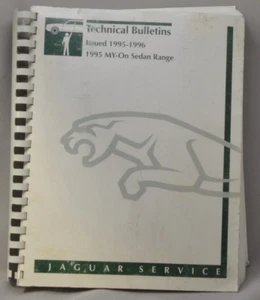 Technical Bulletins
Issued 1995-1996
1995 MY-On Sedan Range
JAGUAR SERVICE